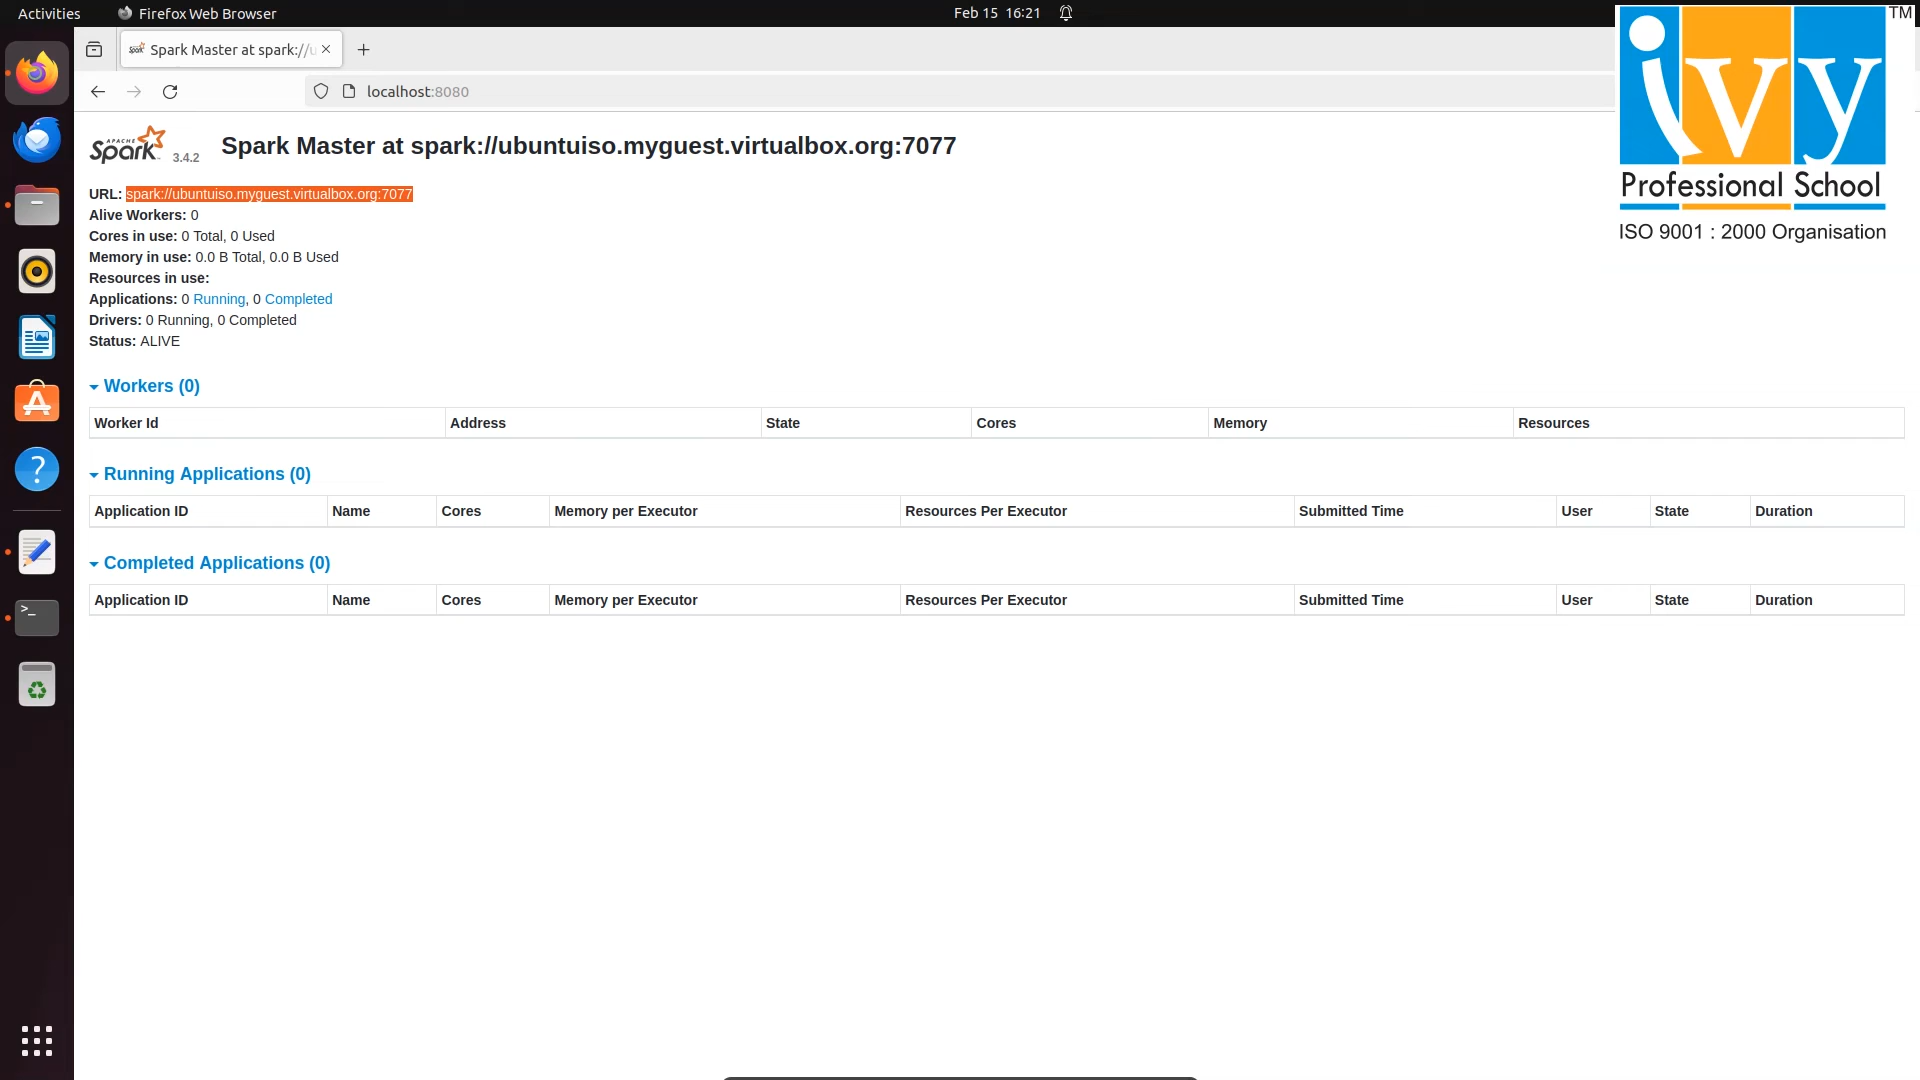 Activities Firefox Web Browser Feb 15 16:21
Spark Master at spark://u
localhost:8080
APACHE Spark 3.4.2 Spark Master at spark://ubuntuiso.myguest.virtualbox.org:7077
URL: spark://ubuntuiso.myguest.virtualbox.org:7077
Alive Workers: 0
Cores in use: 0 Total, 0 Used
Memory in use: 0.0 B Total, 0.0 B Used
Resources in use:
Applications: 0 Running, 0 Completed
Drivers: 0 Running, 0 Completed
Status: ALIVE
Workers (0)
Worker Id Address State Cores Memory Resources
Running Applications (0)
Application ID Name Cores Memory per Executor Resources Per Executor Submitted Time User State Duration
Completed Applications (0)
Application ID Name Cores Memory per Executor Resources Per Executor Submitted Time User State Duration
ivy TM
Professional School
ISO 9001 : 2000 Organisation